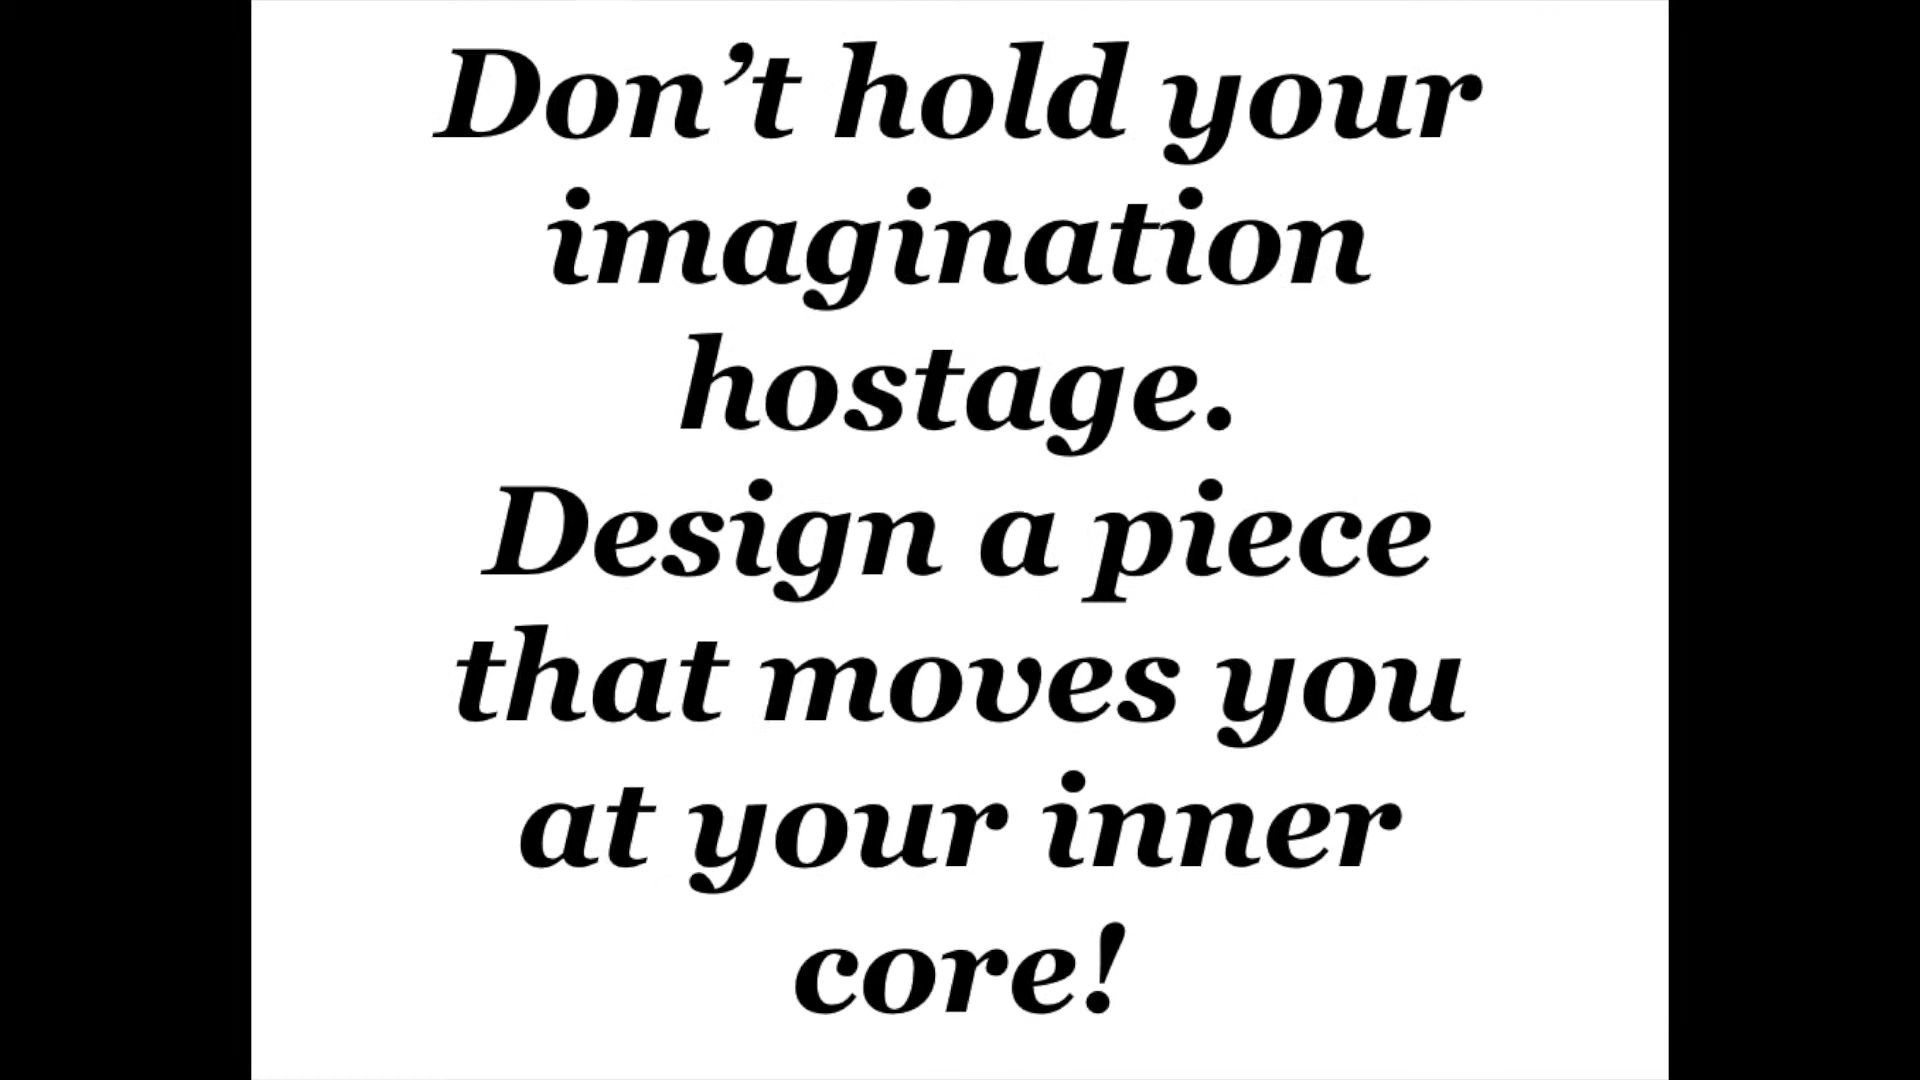 Don’t hold your
imagination
hostage.
Design a piece
that moves you
at your inner
core!